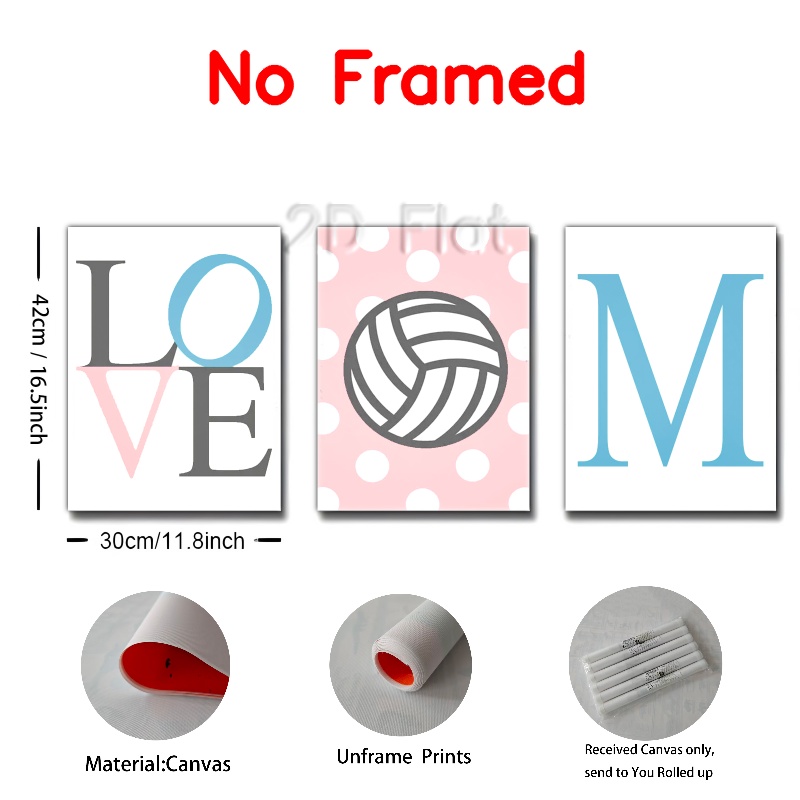 No Framed
2D Flat
LO
VE
M
42cm / 16.5inch
30cm/11.8inch
Material:Canvas
Unframe Prints
Received Canvas only,
send to You Rolled up